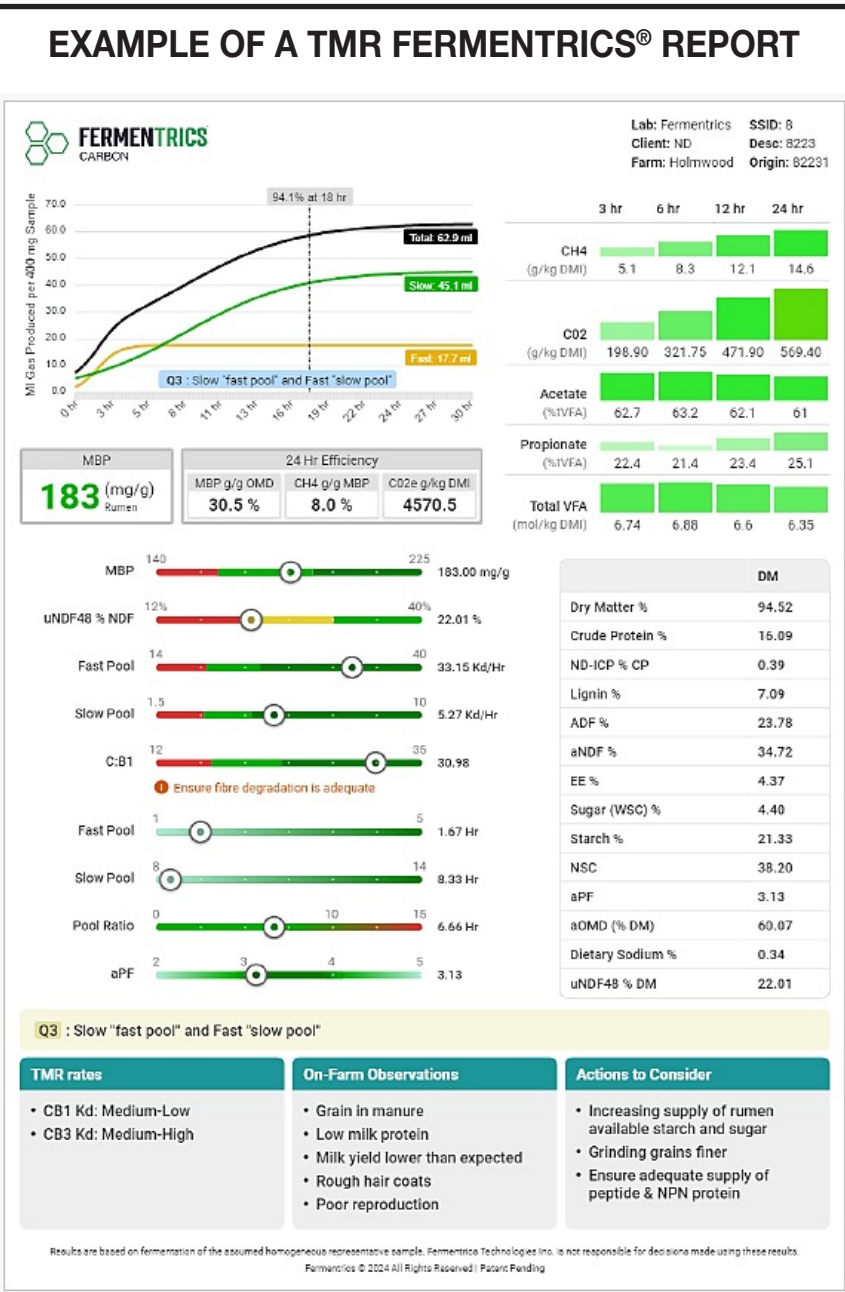 EXAMPLE OF A TMR FERMENTRICS® REPORT
FERMENTRICS
CARBON
Lab: Fermentrics SSID: 8
Client: ND Desc: 8223
Farm: Holmwood Origin: 82231
Ml Gas Produced per 400 mg Sample
94.1% at 18 hr
70.0
60.0
50.0
40.0
30.0
20.0
10.0
0.0
Total: 62.9 ml
Slow: 45.1 ml
Fast: 17.7 ml
Q3 : Slow "fast pool" and Fast "slow pool"
0 hr 3 hr 5 hr 8 hr 11 hr 13 hr 16 hr 19 hr 22 hr 24 hr 27 hr 30 hr
3 hr 6 hr 12 hr 24 hr
CH4
(g/kg DMI) 5.1 8.3 12.1 14.6
C02
(g/kg DMI) 198.90 321.75 471.90 569.40
Acetate
(%tVFA) 62.7 63.2 62.1 61
Propionate
(%tVFA) 22.4 21.4 23.4 25.1
Total VFA
(mol/kg DMI) 6.74 6.88 6.6 6.35
MBP
183 (mg/g)
Rumen
24 Hr Efficiency
MBP g/g OMD CH4 g/g MBP C02e g/kg DMI
30.5 % 8.0 % 4570.5
140 225
MBP 183.00 mg/g
12% 40%
uNDF48 % NDF 22.01 %
14 40
Fast Pool 33.15 Kd/Hr
1.5 10
Slow Pool 5.27 Kd/Hr
12 35
C:B1 30.98
! Ensure fibre degradation is adequate
1 5
Fast Pool 1.67 Hr
8 14
Slow Pool 8.33 Hr
0 10 15
Pool Ratio 6.66 Hr
2 3 4 5
aPF 3.13
DM
Dry Matter % 94.52
Crude Protein % 16.09
ND-ICP % CP 0.39
Lignin % 7.09
ADF % 23.78
aNDF % 34.72
EE % 4.37
Sugar (WSC) % 4.40
Starch % 21.33
NSC 38.20
aPF 3.13
aOMD (% DM) 60.07
Dietary Sodium % 0.34
uNDF48 % DM 22.01
Q3 : Slow "fast pool" and Fast "slow pool"
TMR rates
• CB1 Kd: Medium-Low
• CB3 Kd: Medium-High
On-Farm Observations
• Grain in manure
• Low milk protein
• Milk yield lower than expected
• Rough hair coats
• Poor reproduction
Actions to Consider
• Increasing supply of rumen
available starch and sugar
• Grinding grains finer
• Ensure adequate supply of
peptide & NPN protein
Results are based on fermentation of the assumed homogeneous representative sample. Fermentrics Technologies Inc. is not responsible for decisions made using these results.
Fermentrics © 2024 All Rights Reserved | Patent Pending